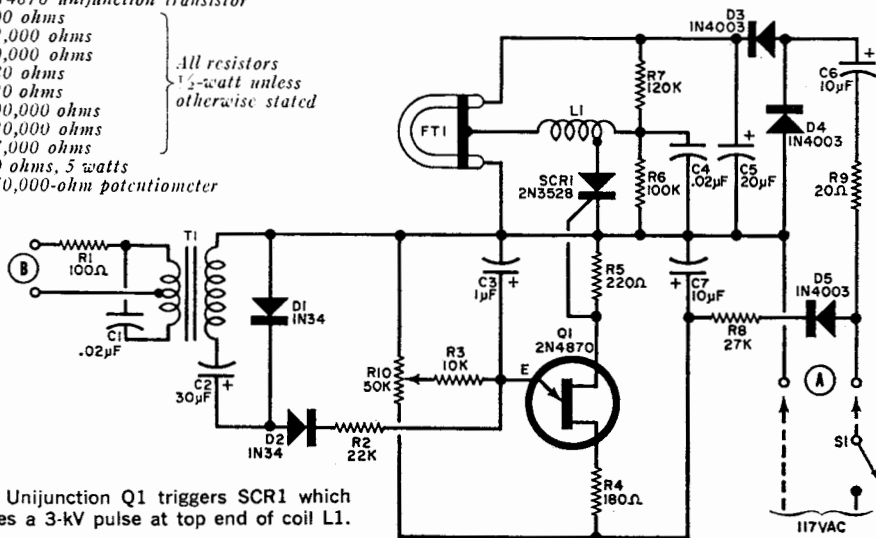 4870 unijunction transistor
00 ohms
,000 ohms
0,000 ohms
20 ohms
0 ohms
00,000 ohms
20,000 ohms
,000 ohms
ohms, 5 watts
0,000-ohm potentiometer
All resistors
½-watt unless
otherwise stated
D3
1N4003
C6
10µF
+
R7
120K
FT1
L1
D4
1N4003
SCR1
2N3528
R6
100K
C4
.02µF
C5
20µF
+
R9
20Ω
T1
B
R1
100Ω
C1
.02µF
D1
1N34
C3
1µF
+
R5
220Ω
C7
10µF
+
D5
1N4003
R8
27K
A
Q1
2N4870
E
R3
10K
R10
50K
C2
30µF
+
D2
1N34
R2
22K
R4
180Ω
S1
117VAC
Unijunction Q1 triggers SCR1 which
es a 3-kV pulse at top end of coil L1.